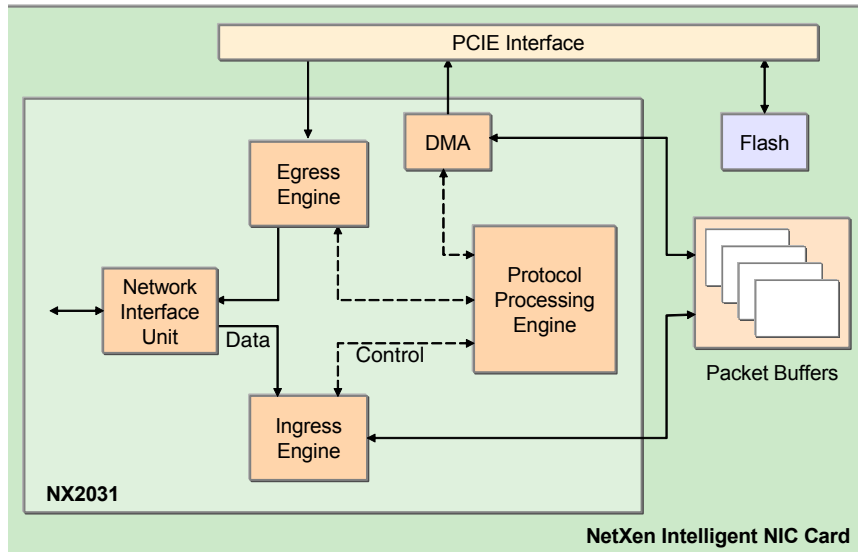 PCIE Interface
DMA
Flash
Egress
Engine
Protocol
Processing
Engine
Network
Interface
Unit
Data
Control
Packet Buffers
Ingress
Engine
NX2031
NetXen Intelligent NIC Card